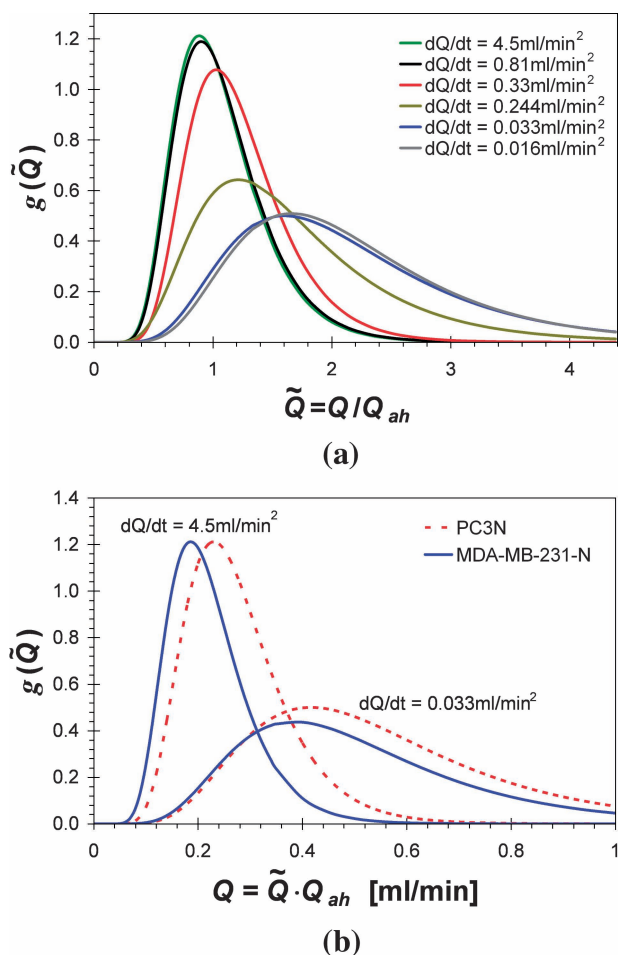 1.2
1.0
0.8
0.6
0.4
0.2
0.0
g(Q̃)
dQ/dt = 4.5ml/min²
dQ/dt = 0.81ml/min²
dQ/dt = 0.33ml/min²
dQ/dt = 0.244ml/min²
dQ/dt = 0.033ml/min²
dQ/dt = 0.016ml/min²
0 1 2 3 4
Q̃=Q/Qₐₕ
(a)
1.4
1.2
1.0
0.8
0.6
0.4
0.2
0.0
g(Q̃)
dQ/dt = 4.5ml/min²
PC3N
MDA-MB-231-N
dQ/dt = 0.033ml/min²
0 0.2 0.4 0.6 0.8 1
Q = Q̃·Qₐₕ [ml/min]
(b)